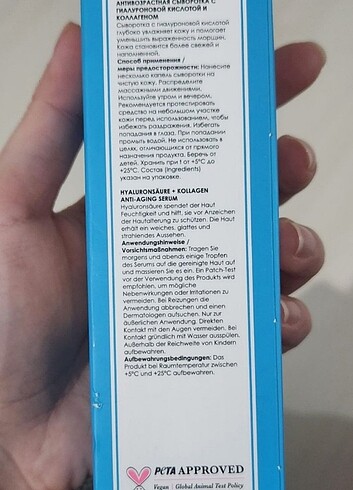 АНТИВОЗРАСТНАЯ СЫВОРОТКА С
ГИАЛУРОНОВОЙ КИСЛОТОЙ И
КОЛЛАГЕНОМ
Сыворотка с гиалуроновой кислотой
глубоко увлажняет кожу и помогает
уменьшить выраженность морщин.
Кожа становится более свежей и
наполненной.
Способ применения /
меры предосторожности: Нанесите
несколько капель сыворотки на
чистую кожу. Распределите
массажными движениями.
Используйте утром и вечером.
Рекомендуется протестировать
средство на небольшом участке
кожи перед использованием, чтобы
избежать раздражения. Избегать
попадания в глаза. При попадании
промыть водой. Не использовать в
целях, отличающихся от прямого
назначения продукта. Беречь от
детей. Хранить при t от +5°С до
+25°С. Состав (Ingredients)
указан на упаковке.
HYALURONSÄURE + KOLLAGEN
ANTI-AGING SERUM
Hyaluronsäure spendet der Haut
Feuchtigkeit und hilft, sie vor Anzeichen
der Hautalterung zu schützen. Die Haut
erhält ein weiches, glattes und
strahlendes Aussehen.
Anwendungshinweise /
Vorsichtsmaßnahmen: Tragen Sie
morgens und abends einige Tropfen
des Serums auf die gereinigte Haut auf
und massieren Sie es ein. Ein Patch-Test
vor der Verwendung des Produkts wird
empfohlen, um mögliche
Nebenwirkungen oder Irritationen zu
vermeiden. Bei Reizungen die
Anwendung abbrechen und einen
Dermatologen aufsuchen. Nur zur
äußerlichen Anwendung. Direkten
Kontakt mit den Augen vermeiden. Bei
Kontakt gründlich mit Wasser ausspülen.
Außerhalb der Reichweite von Kindern
aufbewahren.
Aufbewahrungsbedingungen: Das
Produkt bei Raumtemperatur zwischen
+5°C und +25°C aufbewahren.
PETA APPROVED
Vegan | Global Animal Test Policy